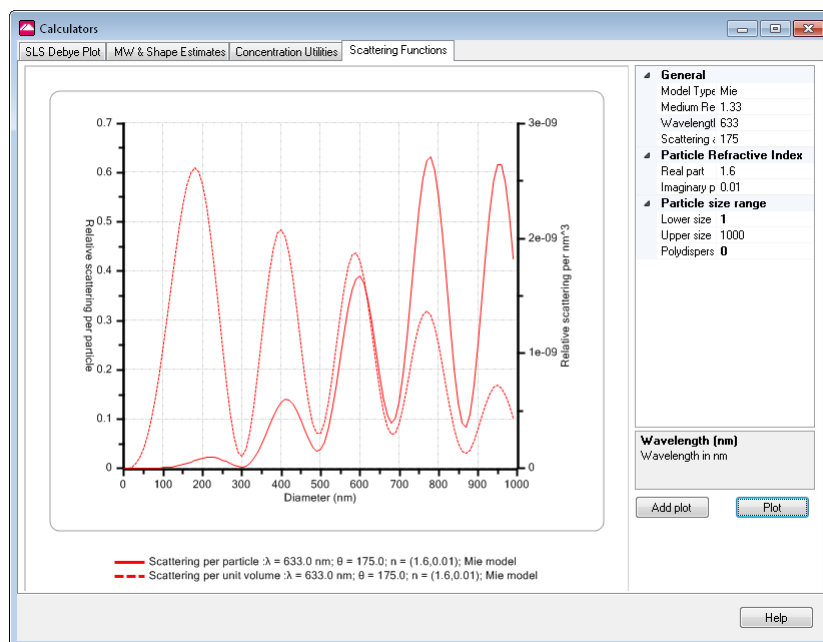 Calculators
SLS Debye Plot MW & Shape Estimates Concentration Utilities Scattering Functions
0.7
0.6
0.5
0.4
0.3
0.2
0.1
0
Relative scattering per particle
3e-09
2e-09
1e-09
0
Relative scattering per nm^3
0 100 200 300 400 500 600 700 800 900 1000
Diameter (nm)
Scattering per particle :λ = 633.0 nm; θ = 175.0; n = (1.6,0.01); Mie model
Scattering per unit volume :λ = 633.0 nm; θ = 175.0; n = (1.6,0.01); Mie model
General
Model Type Mie
Medium Re 1.33
Wavelengtl 633
Scattering a 175
Particle Refractive Index
Real part 1.6
Imaginary p 0.01
Particle size range
Lower size 1
Upper size 1000
Polydispers 0
Wavelength (nm)
Wavelength in nm
Add plot Plot
Help